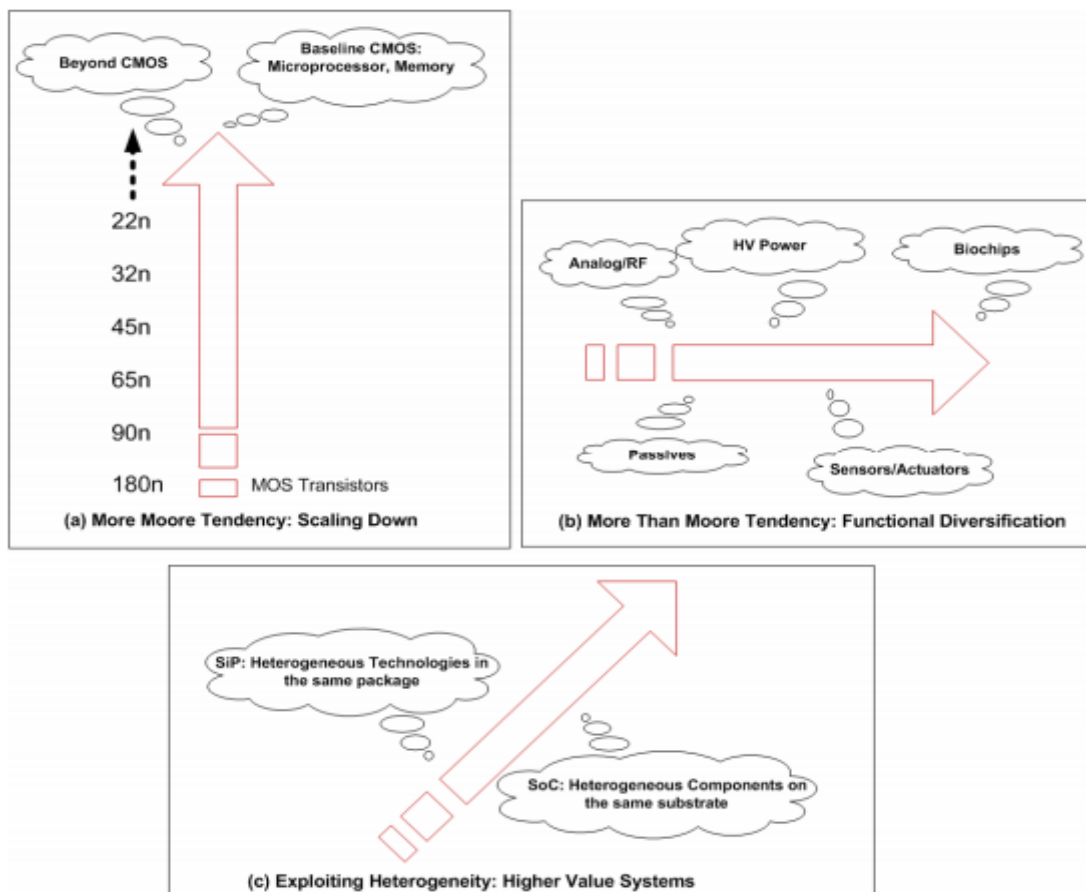 Beyond CMOS
Baseline CMOS:
Microprocessor, Memory
22n
32n
45n
65n
90n
180n
MOS Transistors
(a) More Moore Tendency: Scaling Down
Analog/RF
HV Power
Biochips
Passives
Sensors/Actuators
(b) More Than Moore Tendency: Functional Diversification
SiP: Heterogeneous Technologies in
the same package
SoC: Heterogeneous Components on
the same substrate
(c) Exploiting Heterogeneity: Higher Value Systems